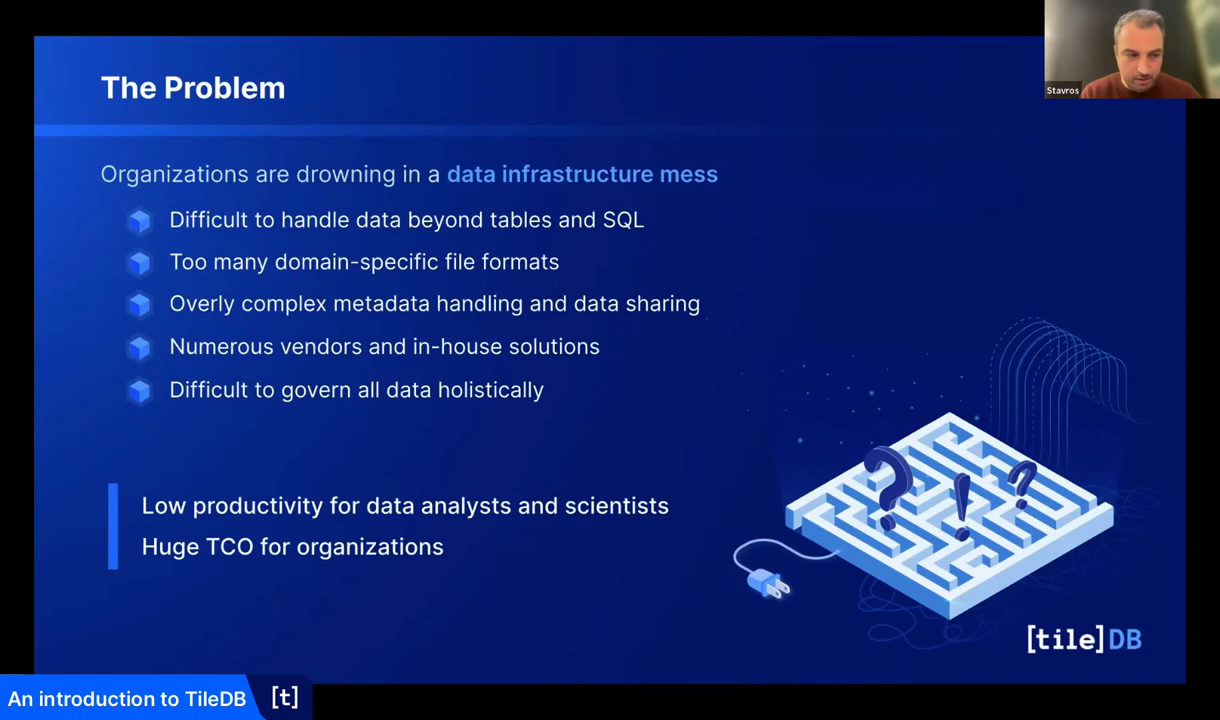 Stavros
The Problem
Organizations are drowning in a data infrastructure mess
Difficult to handle data beyond tables and SQL
Too many domain-specific file formats
Overly complex metadata handling and data sharing
Numerous vendors and in-house solutions
Difficult to govern all data holistically
Low productivity for data analysts and scientists
Huge TCO for organizations
? ! ?
[tile]DB
An introduction to TileDB [t]